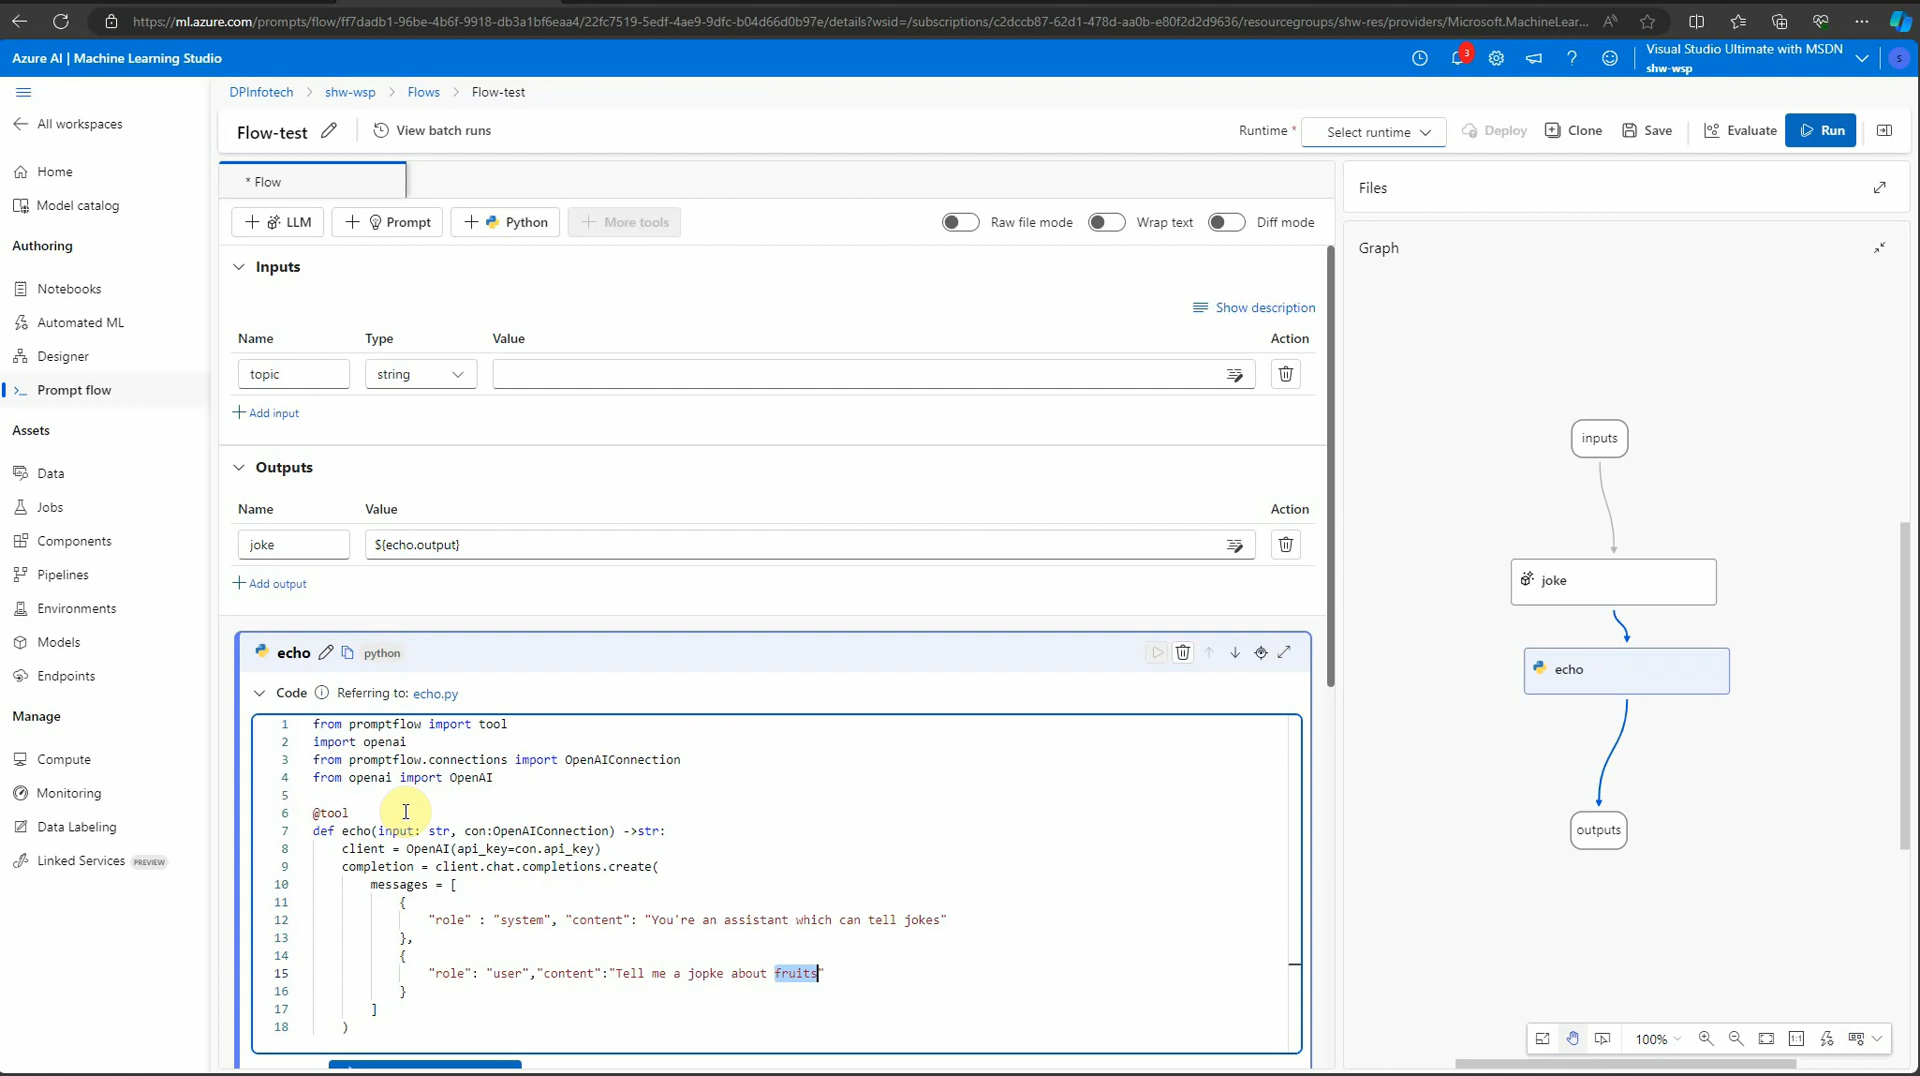 https://ml.azure.com/prompts/flow/ff7dadb1-96be-4b6f-9918-db3a1bf6eaa4/22fc7519-5edf-4ae9-9dfc-b04d66d0b97e/details?wsid=/subscriptions/c2dccb87-62d1-478d-aa0b-e80f2d2d9636/resourcegroups/shw-res/providers/Microsoft.MachineLear...
Azure AI | Machine Learning Studio
3
Visual Studio Ultimate with MSDN
shw-wsp
S
DPInfotech > shw-wsp > Flows > Flow-test
All workspaces
Home
Model catalog
Authoring
Notebooks
Automated ML
Designer
Prompt flow
Assets
Data
Jobs
Components
Pipelines
Environments
Models
Endpoints
Manage
Compute
Monitoring
Data Labeling
Linked Services PREVIEW
Flow-test
View batch runs
Runtime *
Select runtime
Deploy
Clone
Save
Evaluate
Run
* Flow
+ LLM
+ Prompt
+ Python
+ More tools
Raw file mode
Wrap text
Diff mode
Inputs
Show description
Name Type Value Action
topic string
+ Add input
Outputs
Name Value Action
joke ${echo.output}
+ Add output
echo python
Code Referring to: echo.py
1 from promptflow import tool
2 import openai
3 from promptflow.connections import OpenAIConnection
4 from openai import OpenAI
5
6 @tool
7 def echo(input: str, con:OpenAIConnection) ->str:
8 client = OpenAI(api_key=con.api_key)
9 completion = client.chat.completions.create(
10 messages = [
11 {
12 "role" : "system", "content": "You're an assistant which can tell jokes"
13 },
14 {
15 "role": "user","content":"Tell me a jopke about fruits"
16 }
17 ]
18 )
Files
Graph
inputs
joke
echo
outputs
100%
1:1